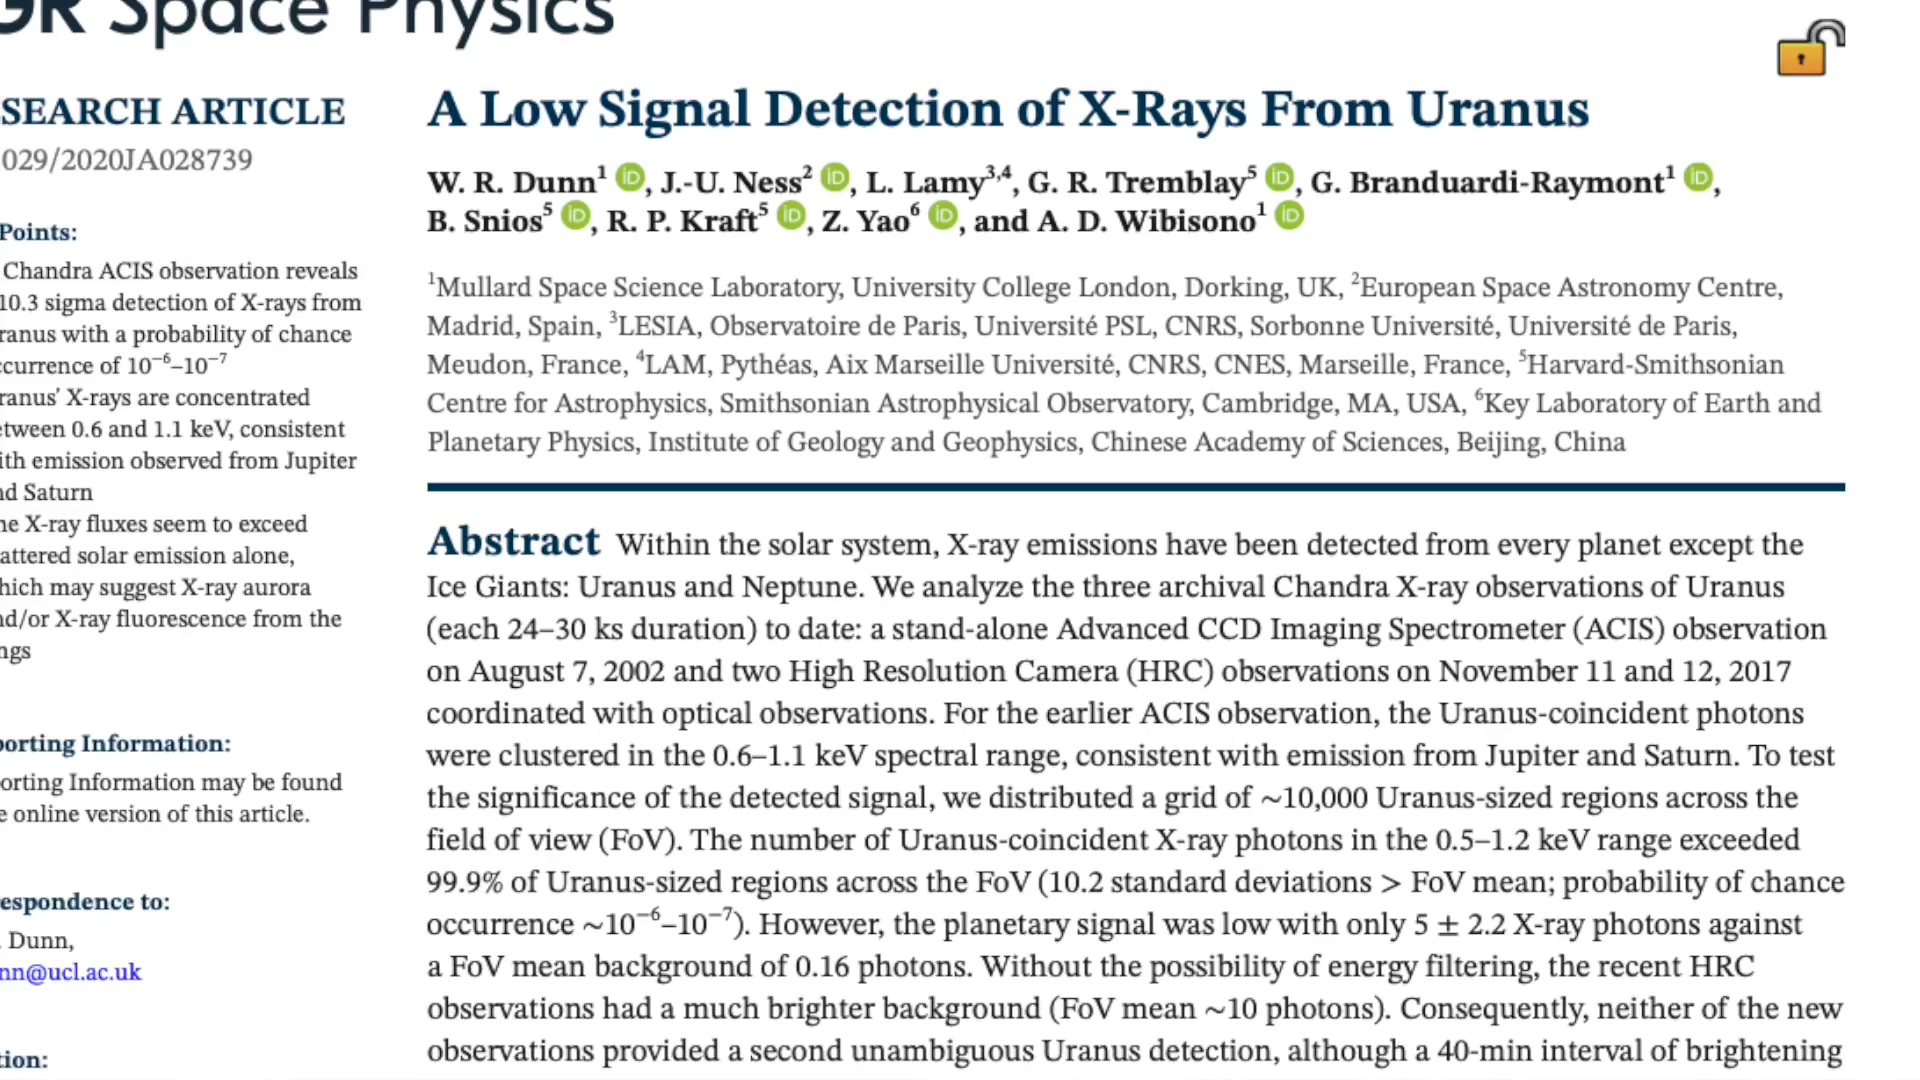 GR Space Physics
SEARCH ARTICLE
029/2020JA028739
Points:
Chandra ACIS observation reveals
10.3 sigma detection of X-rays from
ranus with a probability of chance
ccurrence of 10⁻⁶–10⁻⁷
ranus' X-rays are concentrated
etween 0.6 and 1.1 keV, consistent
ith emission observed from Jupiter
nd Saturn
he X-ray fluxes seem to exceed
attered solar emission alone,
hich may suggest X-ray aurora
nd/or X-ray fluorescence from the
ngs
porting Information:
orting Information may be found
e online version of this article.
espondence to:
. Dunn,
nn@ucl.ac.uk
tion:
A Low Signal Detection of X-Rays From Uranus
W. R. Dunn¹ iD, J.-U. Ness² iD, L. Lamy³,⁴, G. R. Tremblay⁵ iD, G. Branduardi-Raymont¹ iD,
B. Snios⁵ iD, R. P. Kraft⁵ iD, Z. Yao⁶ iD, and A. D. Wibisono¹ iD
¹Mullard Space Science Laboratory, University College London, Dorking, UK, ²European Space Astronomy Centre,
Madrid, Spain, ³LESIA, Observatoire de Paris, Université PSL, CNRS, Sorbonne Université, Université de Paris,
Meudon, France, ⁴LAM, Pythéas, Aix Marseille Université, CNRS, CNES, Marseille, France, ⁵Harvard-Smithsonian
Centre for Astrophysics, Smithsonian Astrophysical Observatory, Cambridge, MA, USA, ⁶Key Laboratory of Earth and
Planetary Physics, Institute of Geology and Geophysics, Chinese Academy of Sciences, Beijing, China
Abstract Within the solar system, X-ray emissions have been detected from every planet except the
Ice Giants: Uranus and Neptune. We analyze the three archival Chandra X-ray observations of Uranus
(each 24–30 ks duration) to date: a stand-alone Advanced CCD Imaging Spectrometer (ACIS) observation
on August 7, 2002 and two High Resolution Camera (HRC) observations on November 11 and 12, 2017
coordinated with optical observations. For the earlier ACIS observation, the Uranus-coincident photons
were clustered in the 0.6–1.1 keV spectral range, consistent with emission from Jupiter and Saturn. To test
the significance of the detected signal, we distributed a grid of ~10,000 Uranus-sized regions across the
field of view (FoV). The number of Uranus-coincident X-ray photons in the 0.5–1.2 keV range exceeded
99.9% of Uranus-sized regions across the FoV (10.2 standard deviations > FoV mean; probability of chance
occurrence ~10⁻⁶–10⁻⁷). However, the planetary signal was low with only 5 ± 2.2 X-ray photons against
a FoV mean background of 0.16 photons. Without the possibility of energy filtering, the recent HRC
observations had a much brighter background (FoV mean ~10 photons). Consequently, neither of the new
observations provided a second unambiguous Uranus detection, although a 40-min interval of brightening